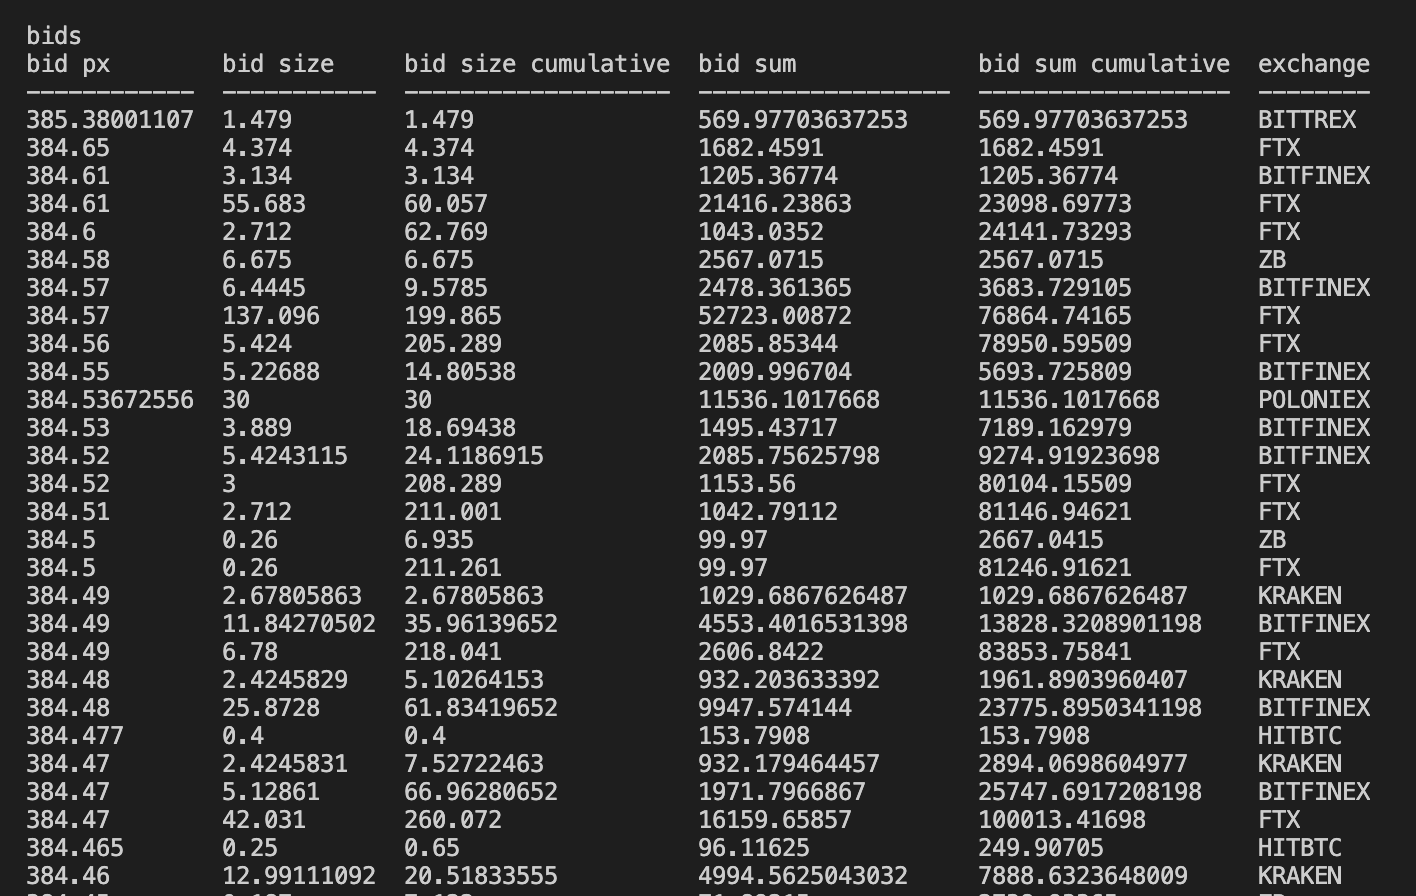 bids
bid px bid size bid size cumulative bid sum bid sum cumulative exchange
------------ ----------- ------------------- ------------------ ------------------ --------
385.38001107 1.479 1.479 569.97703637253 569.97703637253 BITTREX
384.65 4.374 4.374 1682.4591 1682.4591 FTX
384.61 3.134 3.134 1205.36774 1205.36774 BITFINEX
384.61 55.683 60.057 21416.23863 23098.69773 FTX
384.6 2.712 62.769 1043.0352 24141.73293 FTX
384.58 6.675 6.675 2567.0715 2567.0715 ZB
384.57 6.4445 9.5785 2478.361365 3683.729105 BITFINEX
384.57 137.096 199.865 52723.00872 76864.74165 FTX
384.56 5.424 205.289 2085.85344 78950.59509 FTX
384.55 5.22688 14.80538 2009.996704 5693.725809 BITFINEX
384.53672556 30 30 11536.1017668 11536.1017668 POLONIEX
384.53 3.889 18.69438 1495.43717 7189.162979 BITFINEX
384.52 5.4243115 24.1186915 2085.75625798 9274.91923698 BITFINEX
384.52 3 208.289 1153.56 80104.15509 FTX
384.51 2.712 211.001 1042.79112 81146.94621 FTX
384.5 0.26 6.935 99.97 2667.0415 ZB
384.5 0.26 211.261 99.97 81246.91621 FTX
384.49 2.67805863 2.67805863 1029.6867626487 1029.6867626487 KRAKEN
384.49 11.84270502 35.96139652 4553.4016531398 13828.3208901198 BITFINEX
384.49 6.78 218.041 2606.8422 83853.75841 FTX
384.48 2.4245829 5.10264153 932.203633392 1961.8903960407 KRAKEN
384.48 25.8728 61.83419652 9947.574144 23775.8950341198 BITFINEX
384.477 0.4 0.4 153.7908 153.7908 HITBTC
384.47 2.4245831 7.52722463 932.179464457 2894.0698604977 KRAKEN
384.47 5.12861 66.96280652 1971.7966867 25747.6917208198 BITFINEX
384.47 42.031 260.072 16159.65857 100013.41698 FTX
384.465 0.25 0.65 96.11625 249.90705 HITBTC
384.46 12.99111092 20.51833555 4994.5625043032 7888.6323648009 KRAKEN